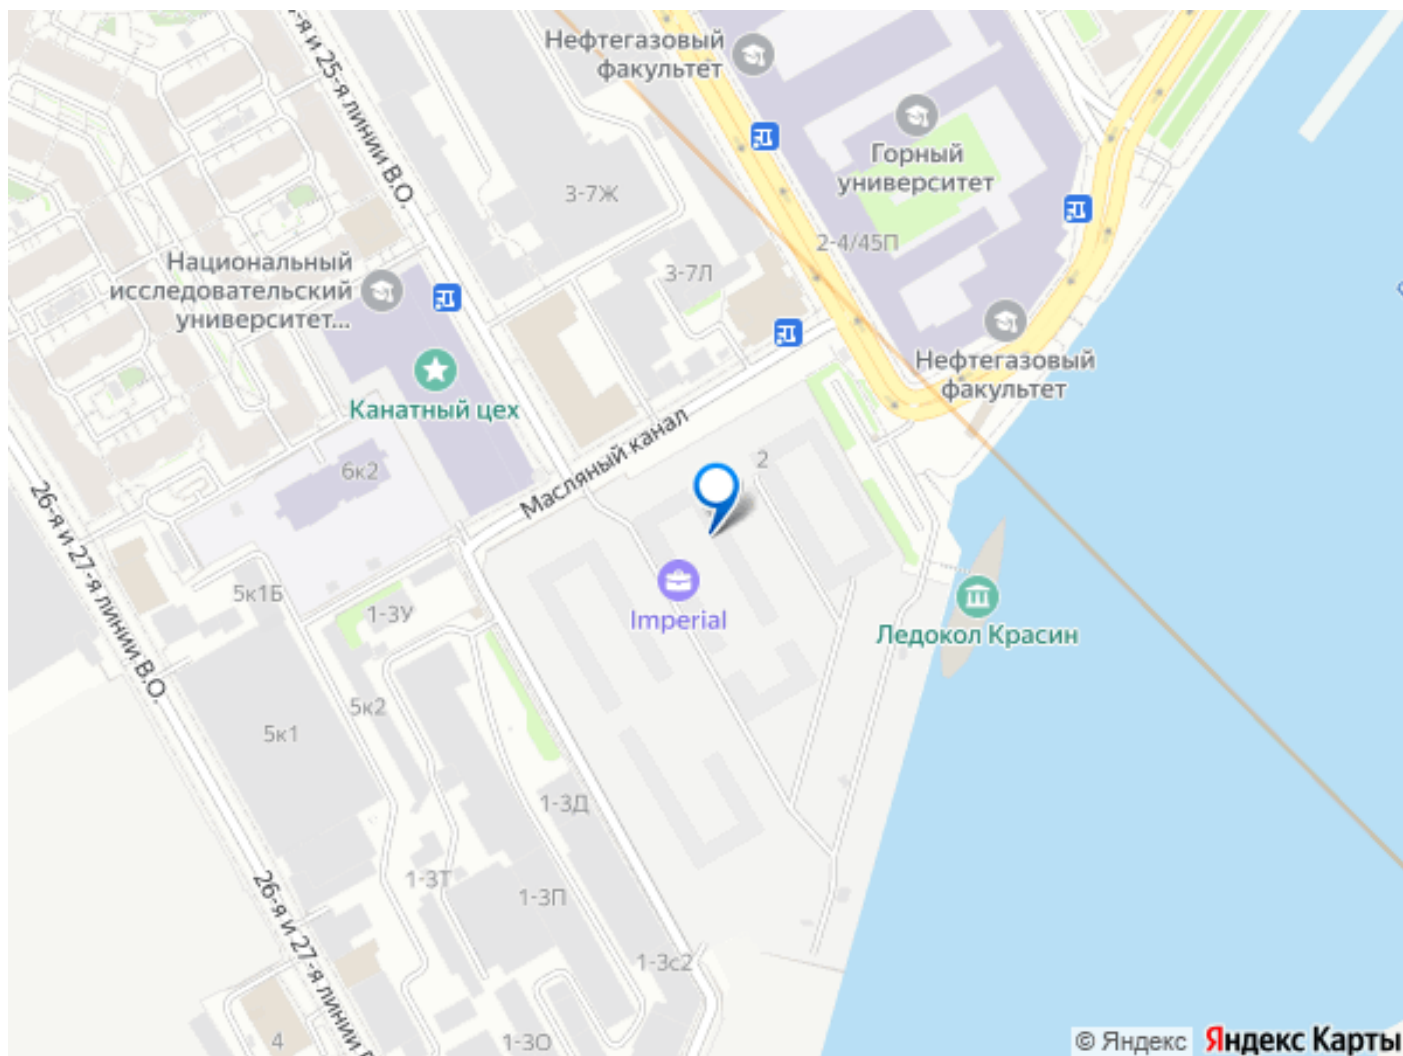 Нефтегазовый
факультет
-я и 25-я линии В.О.
Горный
университет
3-7Ж
2-4/45П
Национальный
исследовательский
университет...
3-7Л
Нефтегазовый
факультет
Канатный цех
Масляный канал
2
6к2
26-я и 27-я линии В.О.
5к1Б
1-3У
Imperial
Ледокол Красин
5к2
5к1
1-3Д
1-3Т
1-3П
26-я и 27-я линии
1-3с2
4
1-3О
© Яндекс Яндекс Карты